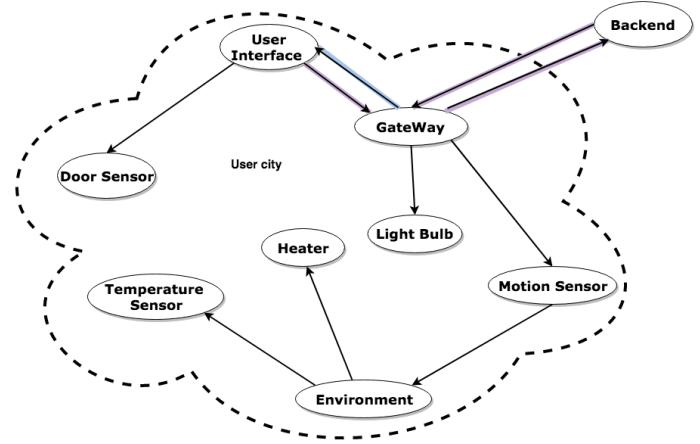 Backend
User
Interface
GateWay
User city
Door Sensor
Light Bulb
Heater
Motion Sensor
Temperature
Sensor
Environment